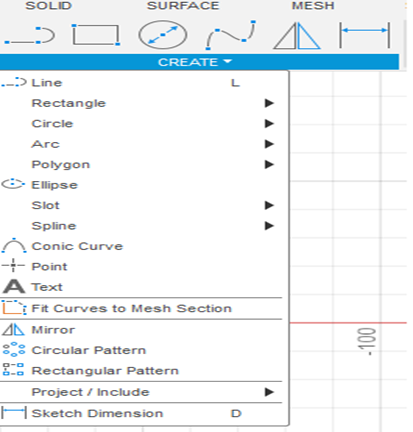 SOLID SURFACE MESH
CREATE
Line L
Rectangle
Circle
Arc
Polygon
Ellipse
Slot
Spline
Conic Curve
Point
A Text
Fit Curves to Mesh Section
Mirror
Circular Pattern
Rectangular Pattern
Project / Include
Sketch Dimension D
-100